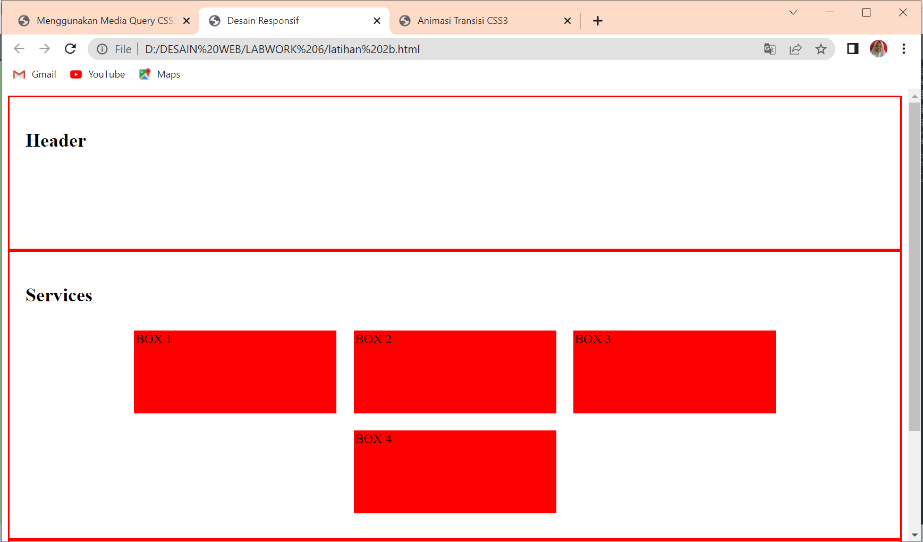 Menggunakan Media Query CSS
Desain Responsif
Animasi Transisi CSS3
File
D:/DESAIN%20WEB/LABWORK%206/latihan%202b.html
Gmail
YouTube
Maps
Header
Services
BOX 1
BOX 2
BOX 3
BOX 4